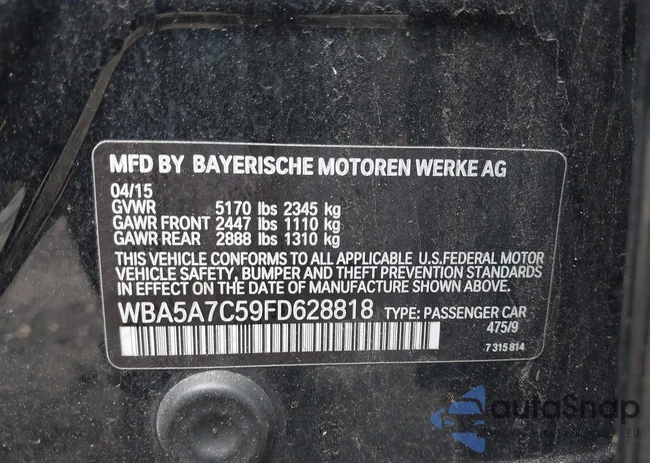 MFD BY BAYERISCHE MOTOREN WERKE AG
04/15
GVWR 5170 lbs 2345 kg
GAWR FRONT 2447 lbs 1110 kg
GAWR REAR 2888 lbs 1310 kg
THIS VEHICLE CONFORMS TO ALL APPLICABLE U.S.FEDERAL MOTOR
VEHICLE SAFETY, BUMPER AND THEFT PREVENTION STANDARDS
IN EFFECT ON THE DATE OF MANUFACTURE SHOWN ABOVE.
WBA5A7C59FD628818 TYPE: PASSENGER CAR
475/9
7 315 814
autoSnap
EU